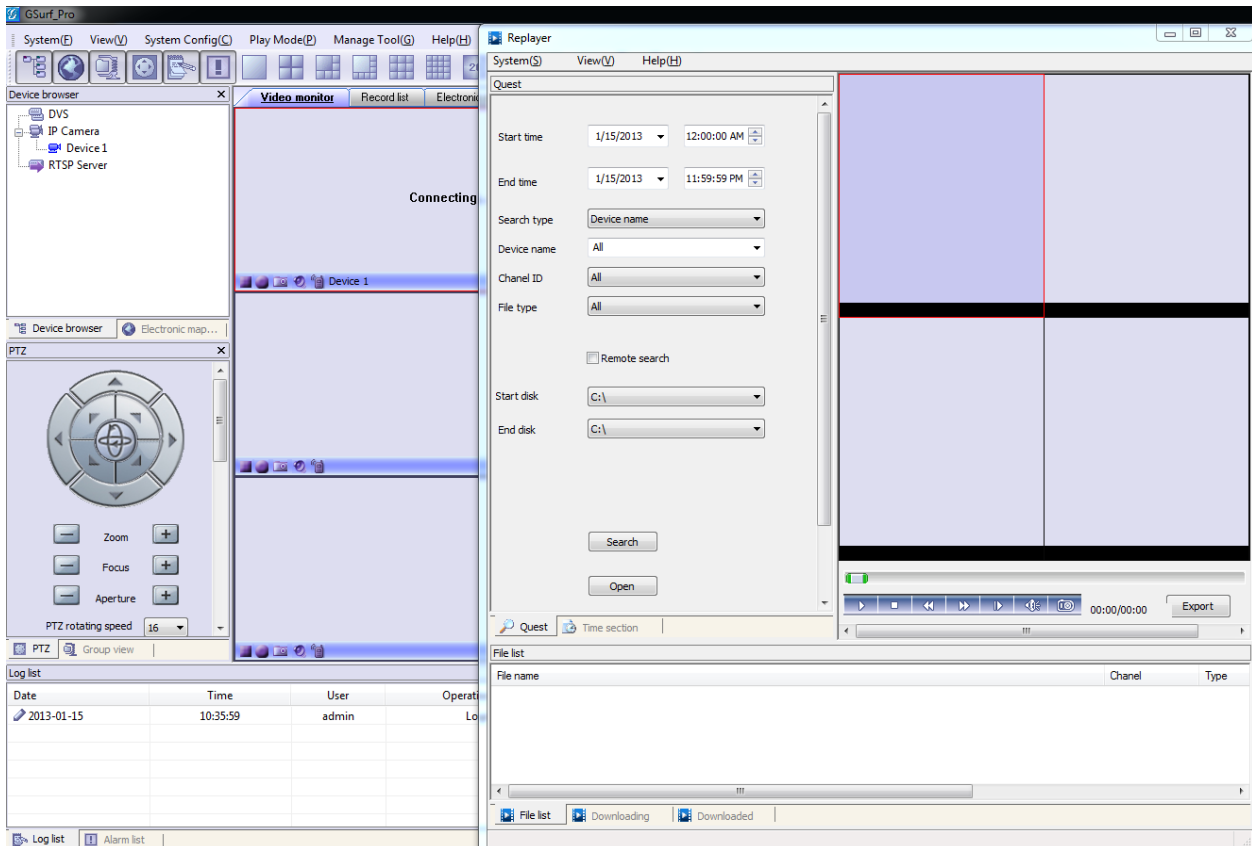 GSurf_Pro
System(E) View(V) System Config(C) Play Mode(P) Manage Tool(G) Help(H)
Device browser X
DVS
IP Camera
Device 1
RTSP Server
Device browser Electronic map...
PTZ X
Zoom
Focus
Aperture
PTZ rotating speed 16
PTZ Group view
Video monitor Record list Electronic
Connecting
Device 1
Log list
Date Time User Operati
2013-01-15 10:35:59 admin Lo
Log list Alarm list
Replayer
System(S) View(V) Help(H)
Quest
Start time 1/15/2013 12:00:00 AM
End time 1/15/2013 11:59:59 PM
Search type Device name
Device name All
Chanel ID All
File type All
Remote search
Start disk C:\
End disk C:\
Search
Open
Quest Time section
00:00/00:00 Export
File list
File name Chanel Type
File list Downloading Downloaded